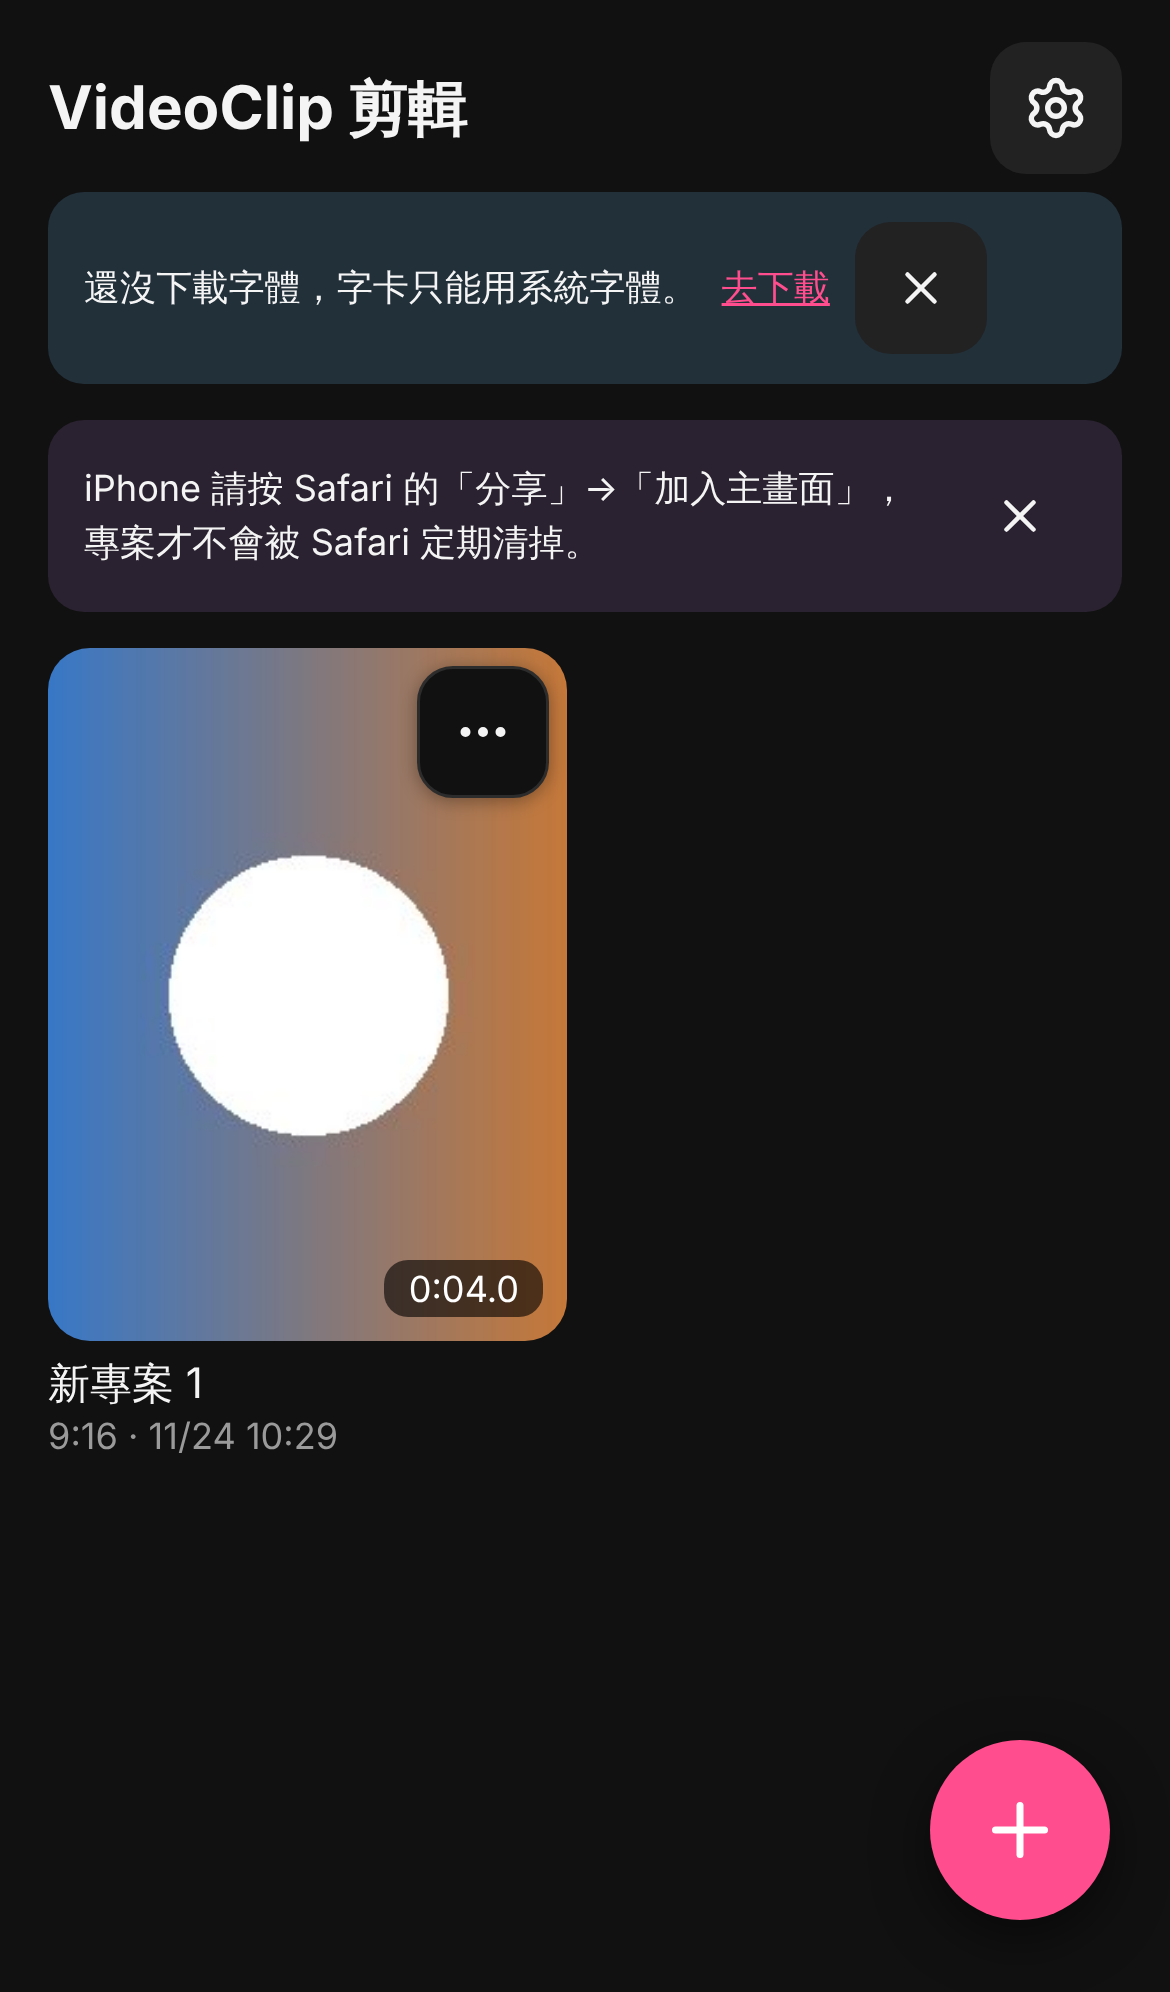 VideoClip 剪輯
還沒下載字體，字卡只能用系統字體。 去下載
iPhone 請按 Safari 的「分享」→「加入主畫面」，
專案才不會被 Safari 定期清掉。
0:04.0
新專案 1
9:16 · 11/24 10:29